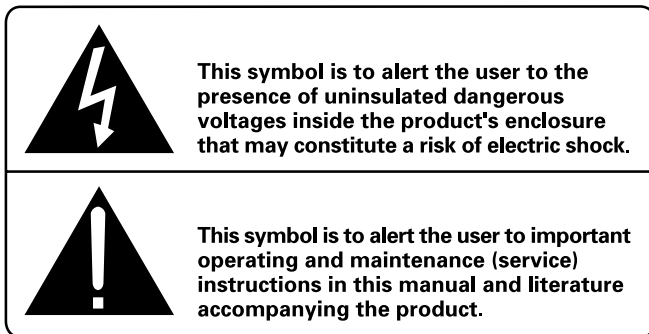 This symbol is to alert the user to the
presence of uninsulated dangerous
voltages inside the product's enclosure
that may constitute a risk of electric shock.
This symbol is to alert the user to important
operating and maintenance (service)
instructions in this manual and literature
accompanying the product.